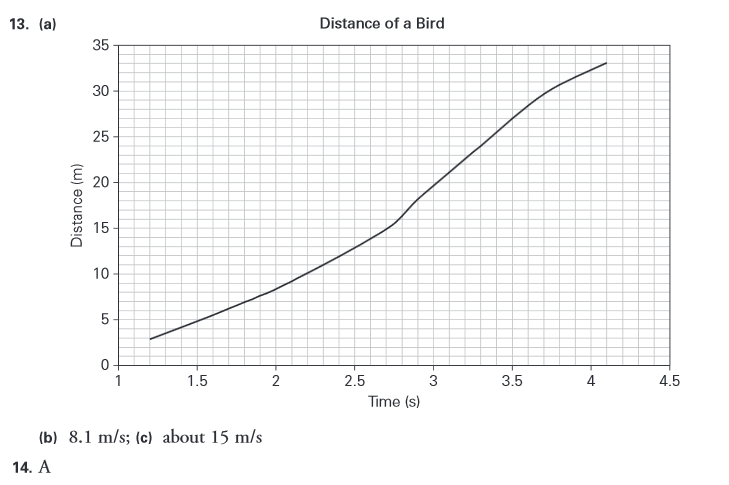 13. (a)
Distance of a Bird
35
30
25
20
15
10
5
0
Distance (m)
1 1.5 2 2.5 3 3.5 4 4.5
Time (s)
(b) 8.1 m/s; (c) about 15 m/s
14. A